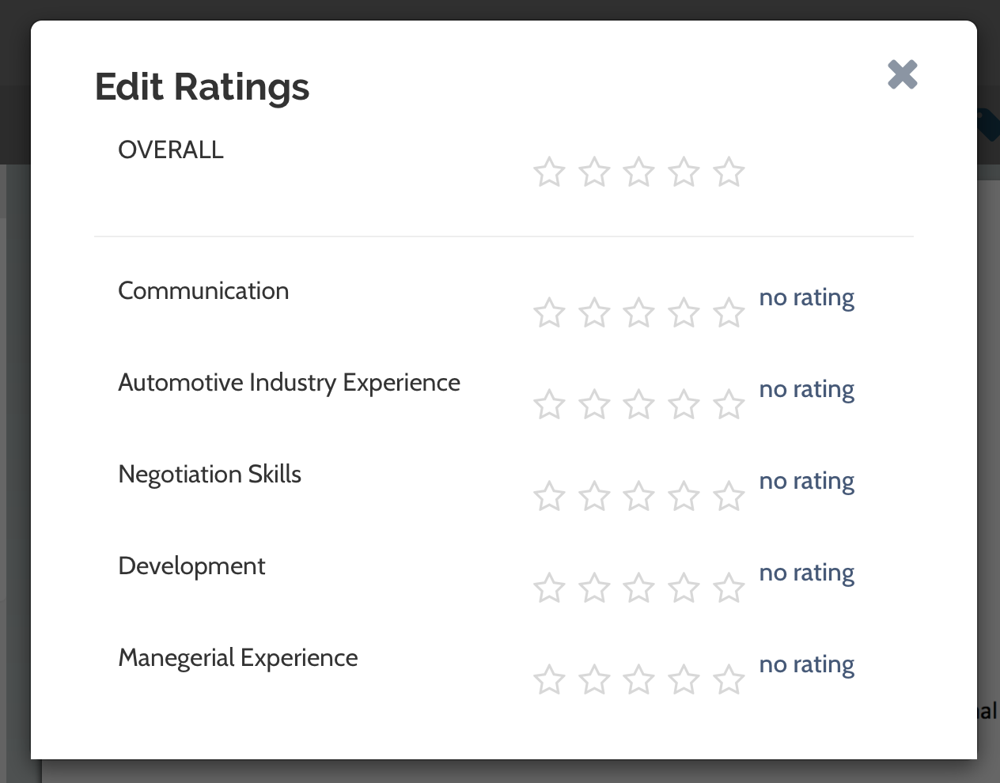 Edit Ratings
OVERALL
Communication no rating
Automotive Industry Experience no rating
Negotiation Skills no rating
Development no rating
Manegerial Experience no rating